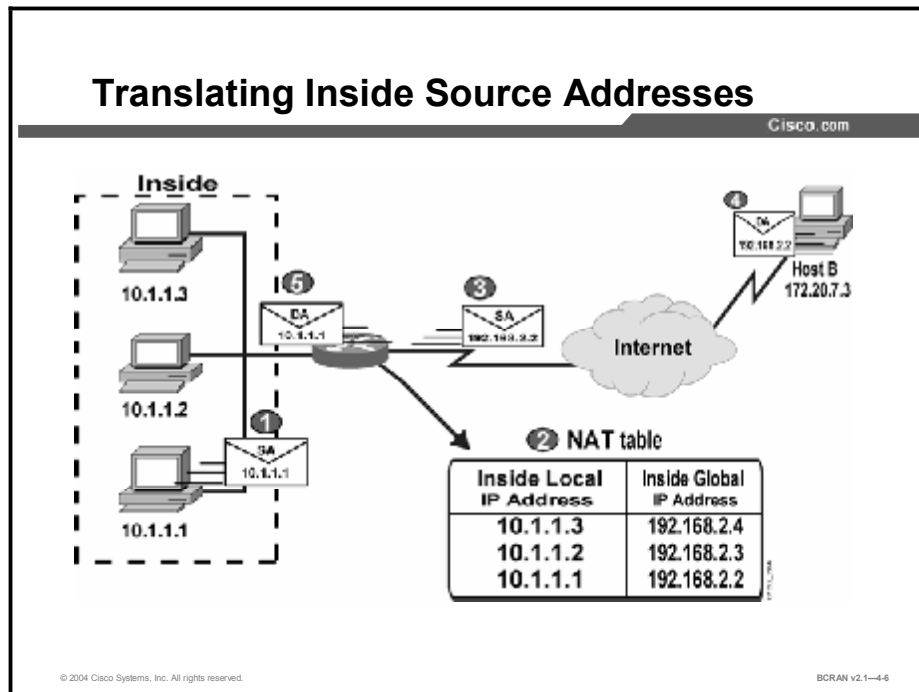 Translating Inside Source Addresses
Cisco.com
Inside
10.1.1.3
10.1.1.2
10.1.1.1
1
SA
10.1.1.1
5
DA
10.1.1.1
3
SA
192.168.2.2
Internet
4
DA
192.168.2.2
Host B
172.20.7.3
2 NAT table
Inside Local IP Address
Inside Global IP Address
10.1.1.3 192.168.2.4
10.1.1.2 192.168.2.3
10.1.1.1 192.168.2.2
© 2004 Cisco Systems, Inc. All rights reserved.
BCRAN v2.1—4-6